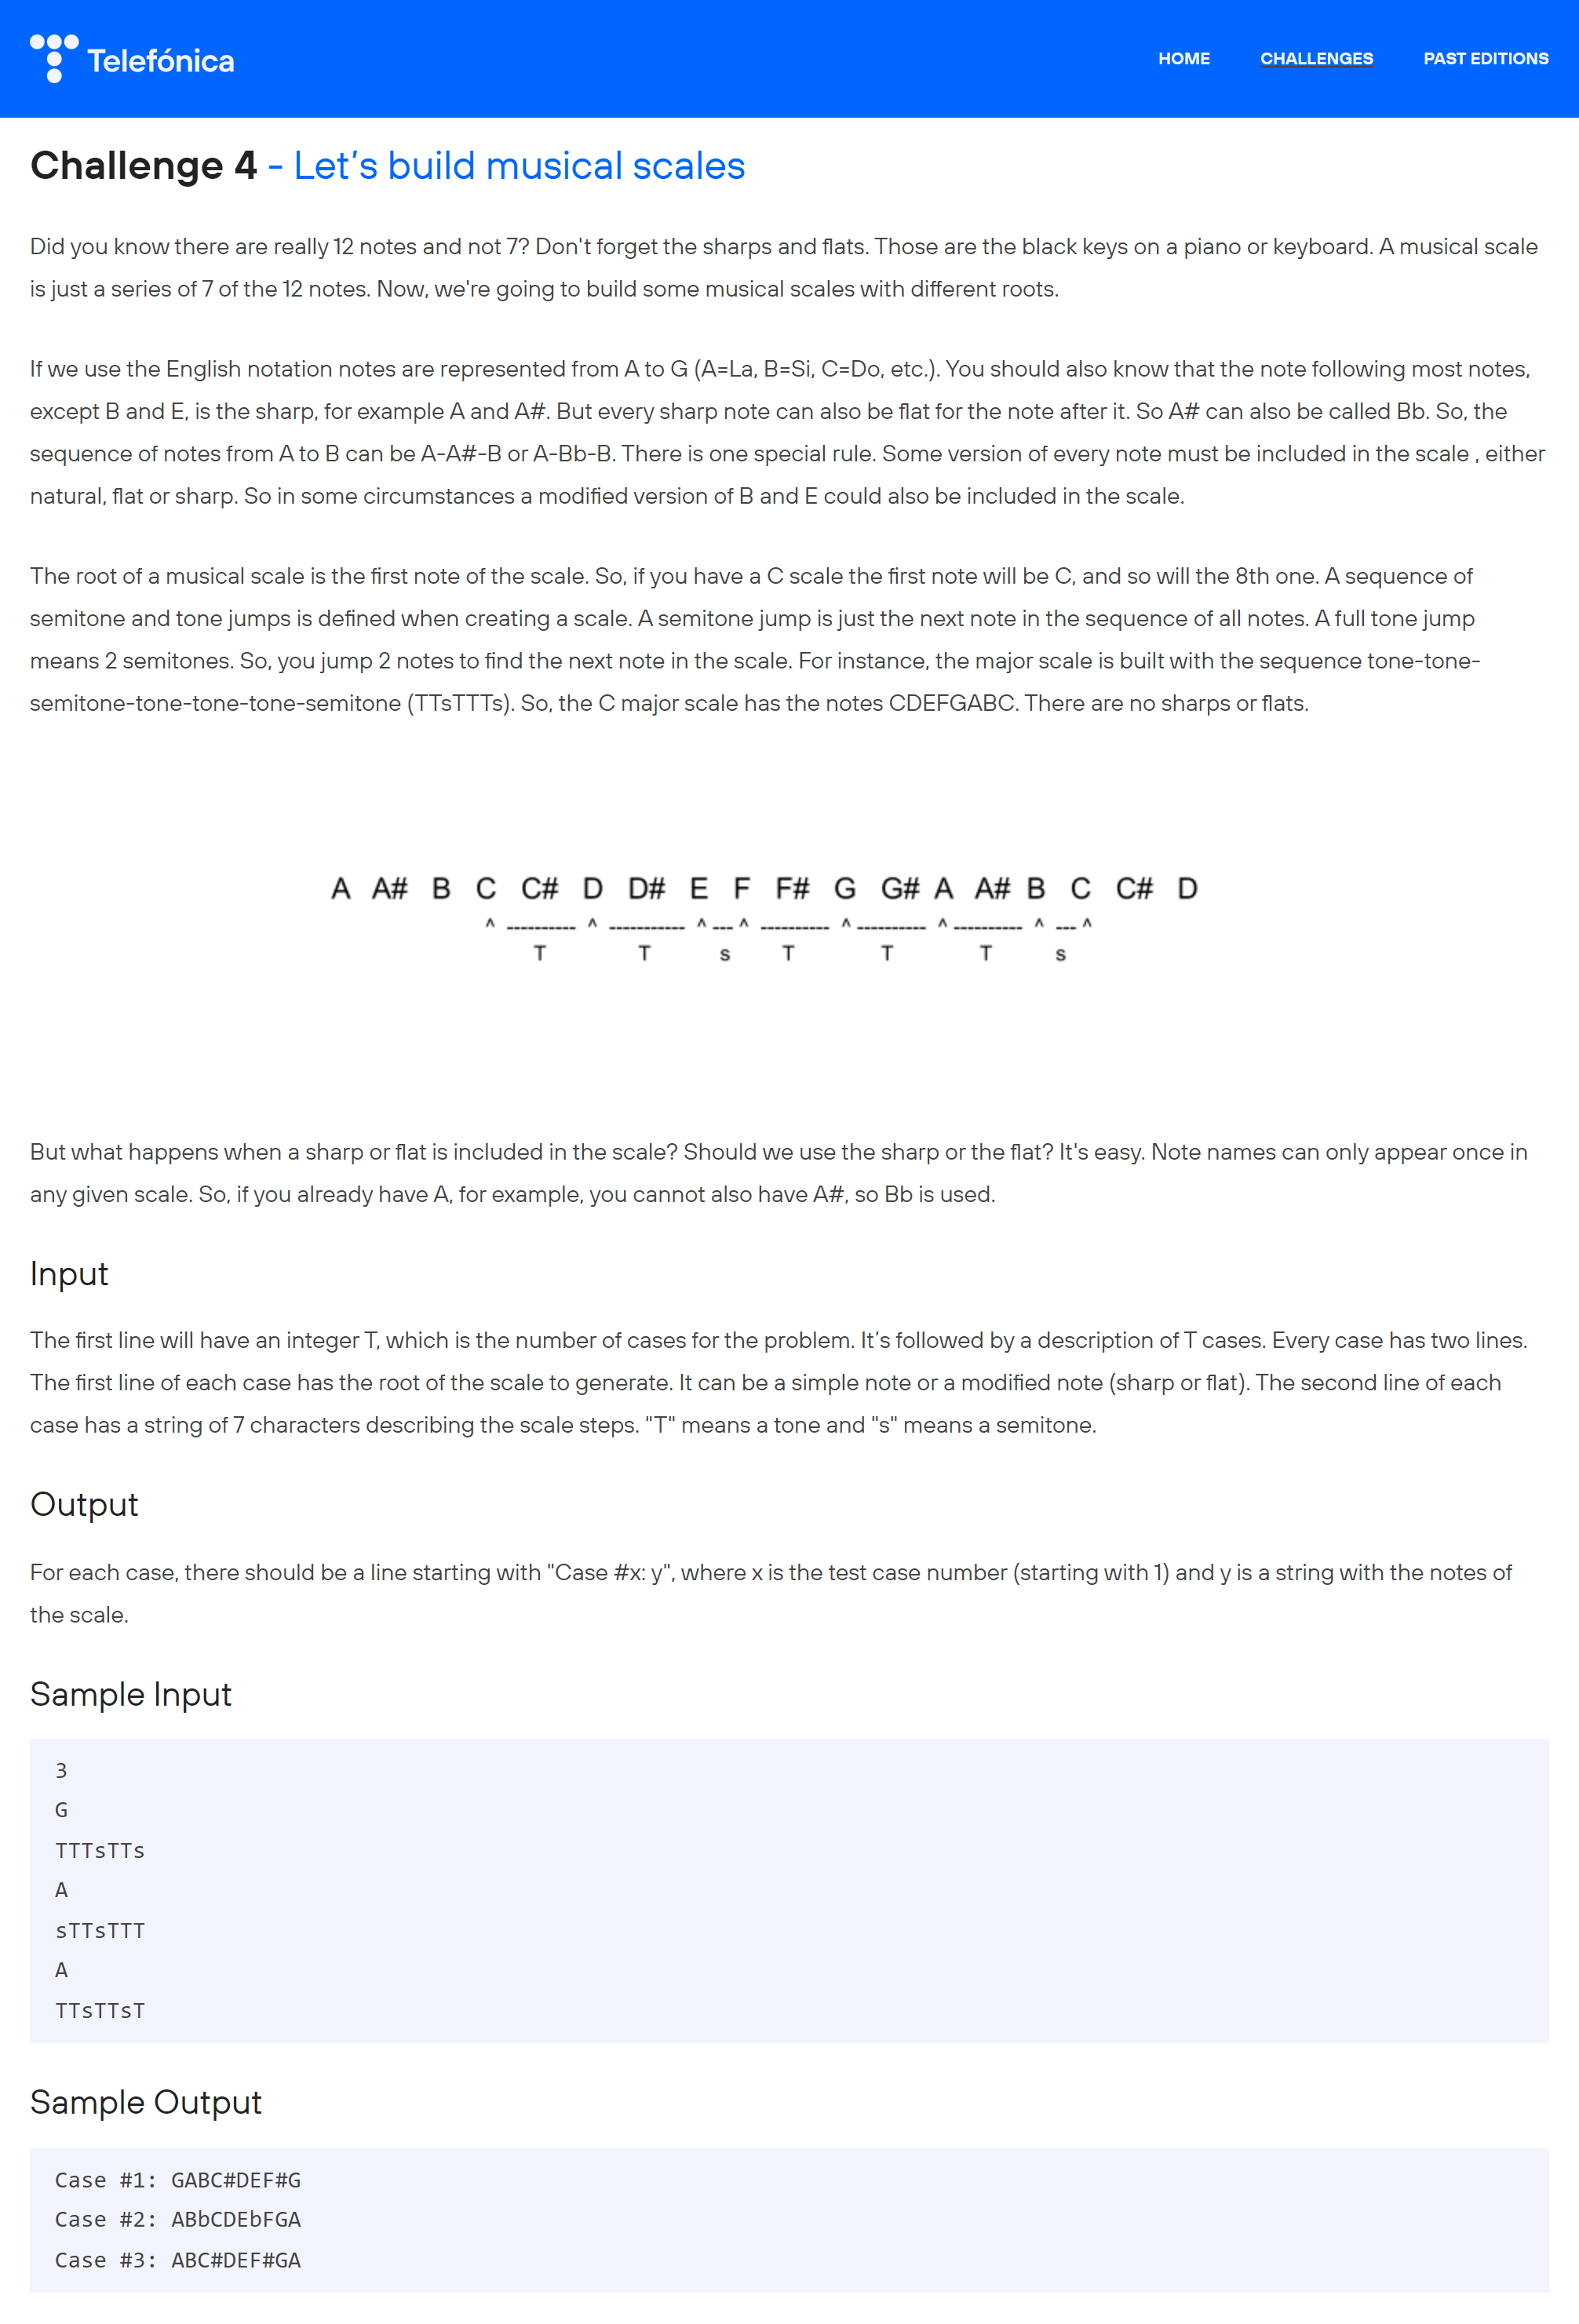 Telefónica
HOME CHALLENGES PAST EDITIONS
Challenge 4 - Let’s build musical scales
Did you know there are really 12 notes and not 7? Don't forget the sharps and flats. Those are the black keys on a piano or keyboard. A musical scale
is just a series of 7 of the 12 notes. Now, we're going to build some musical scales with different roots.
If we use the English notation notes are represented from A to G (A=La, B=Si, C=Do, etc.). You should also know that the note following most notes,
except B and E, is the sharp, for example A and A#. But every sharp note can also be flat for the note after it. So A# can also be called Bb. So, the
sequence of notes from A to B can be A-A#-B or A-Bb-B. There is one special rule. Some version of every note must be included in the scale , either
natural, flat or sharp. So in some circumstances a modified version of B and E could also be included in the scale.
The root of a musical scale is the first note of the scale. So, if you have a C scale the first note will be C, and so will the 8th one. A sequence of
semitone and tone jumps is defined when creating a scale. A semitone jump is just the next note in the sequence of all notes. A full tone jump
means 2 semitones. So, you jump 2 notes to find the next note in the scale. For instance, the major scale is built with the sequence tone-tone-
semitone-tone-tone-tone-semitone (TTsTTTs). So, the C major scale has the notes CDEFGABC. There are no sharps or flats.
A A# B C C# D D# E F F# G G# A A# B C C# D
^ ---------- ^ ----------- ^ --- ^ ---------- ^ ---------- ^ ---------- ^ --- ^
T T s T T T s
But what happens when a sharp or flat is included in the scale? Should we use the sharp or the flat? It's easy. Note names can only appear once in
any given scale. So, if you already have A, for example, you cannot also have A#, so Bb is used.
Input
The first line will have an integer T, which is the number of cases for the problem. It’s followed by a description of T cases. Every case has two lines.
The first line of each case has the root of the scale to generate. It can be a simple note or a modified note (sharp or flat). The second line of each
case has a string of 7 characters describing the scale steps. "T" means a tone and "s" means a semitone.
Output
For each case, there should be a line starting with "Case #x: y", where x is the test case number (starting with 1) and y is a string with the notes of
the scale.
Sample Input
3
G
TTTsTTs
A
sTTsTTT
A
TTsTTsT
Sample Output
Case #1: GABC#DEF#G
Case #2: ABbCDEbFGA
Case #3: ABC#DEF#GA